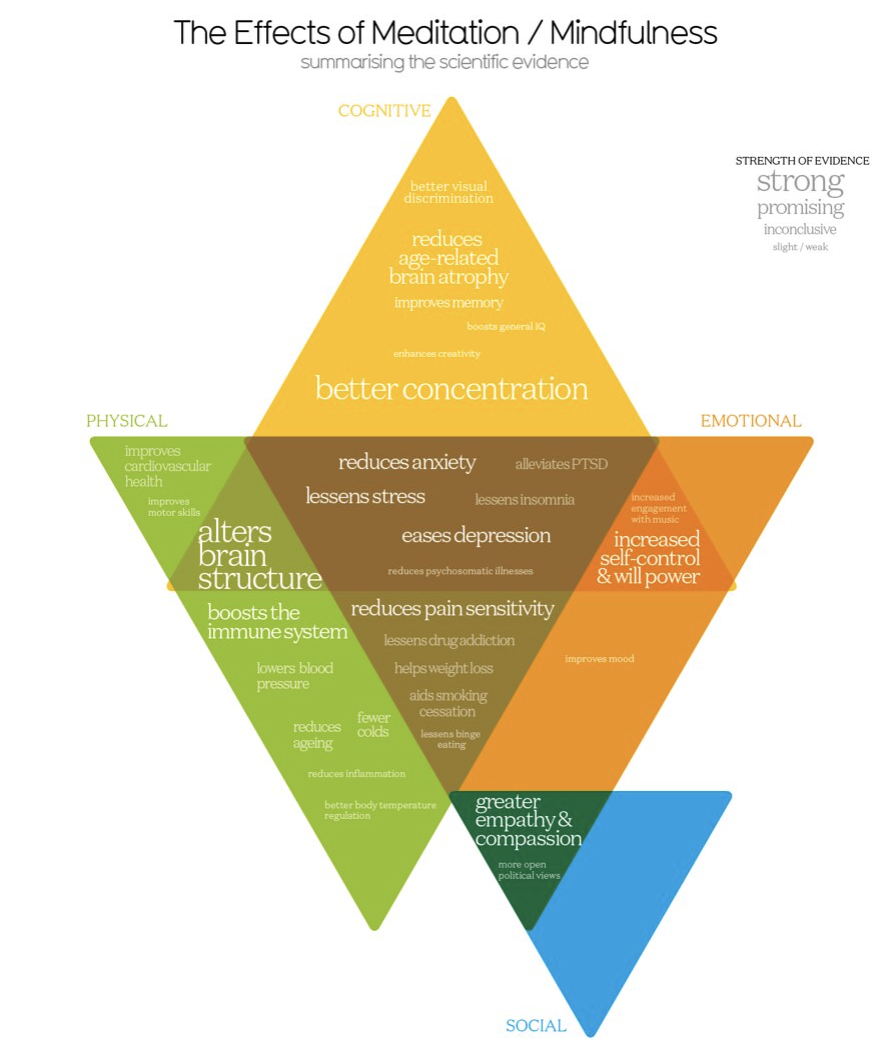 The Effects of Meditation / Mindfulness
summarising the scientific evidence
COGNITIVE
STRENGTH OF EVIDENCE
strong
promising
inconclusive
slight / weak
better visual
discrimination
reduces
age-related
brain atrophy
improves memory
boosts general IQ
enhances creativity
better concentration
PHYSICAL
EMOTIONAL
improves
cardiovascular
health
improves
motor skills
alters
brain
structure
reduces anxiety
alleviates PTSD
lessens stress
lessens insomnia
eases depression
reduces psychosomatic illnesses
increased
engagement
with music
increased
self-control
& will power
boosts the
immune system
reduces pain sensitivity
lessens drug addiction
helps weight loss
aids smoking
cessation
lessens binge
eating
improves mood
lowers blood
pressure
reduces
ageing
fewer
colds
reduces inflammation
better body temperature
regulation
greater
empathy &
compassion
more open
political views
SOCIAL